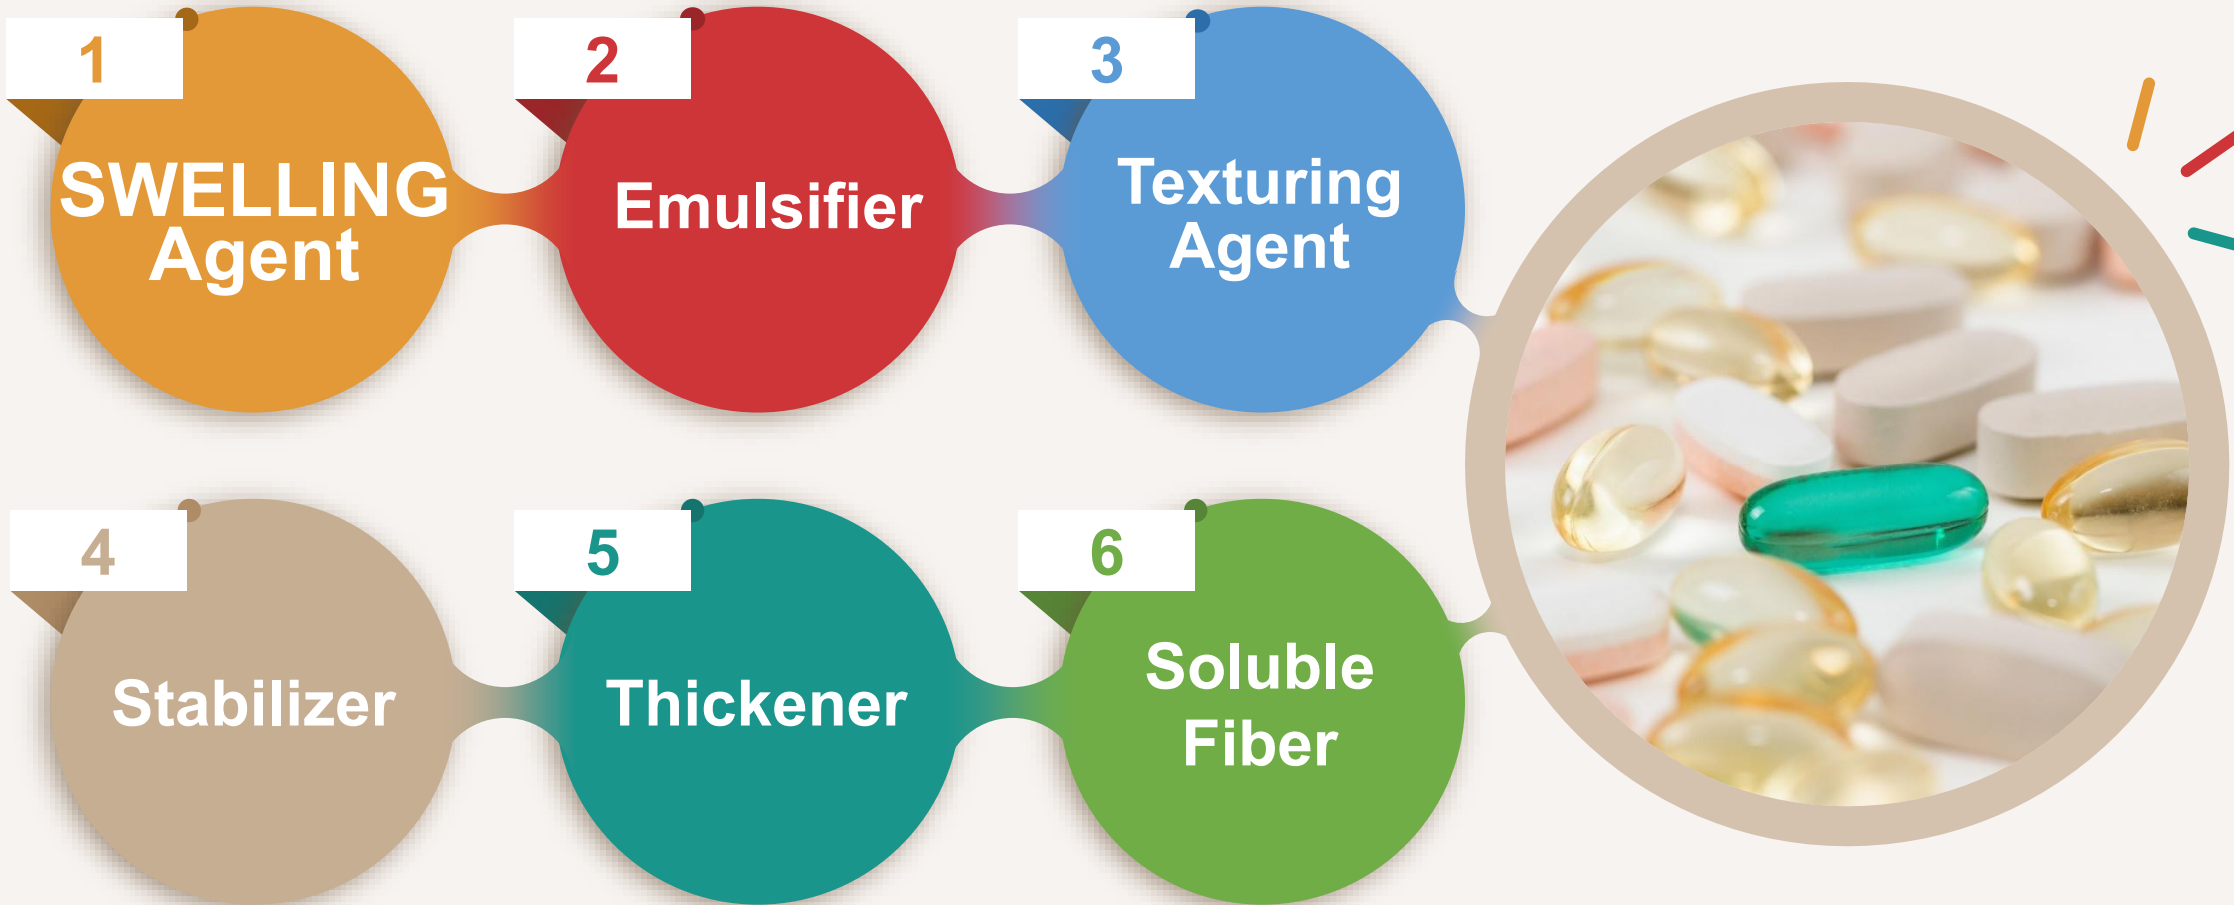 1
SWELLING
Agent
2
Emulsifier
3
Texturing
Agent
4
Stabilizer
5
Thickener
6
Soluble
Fiber